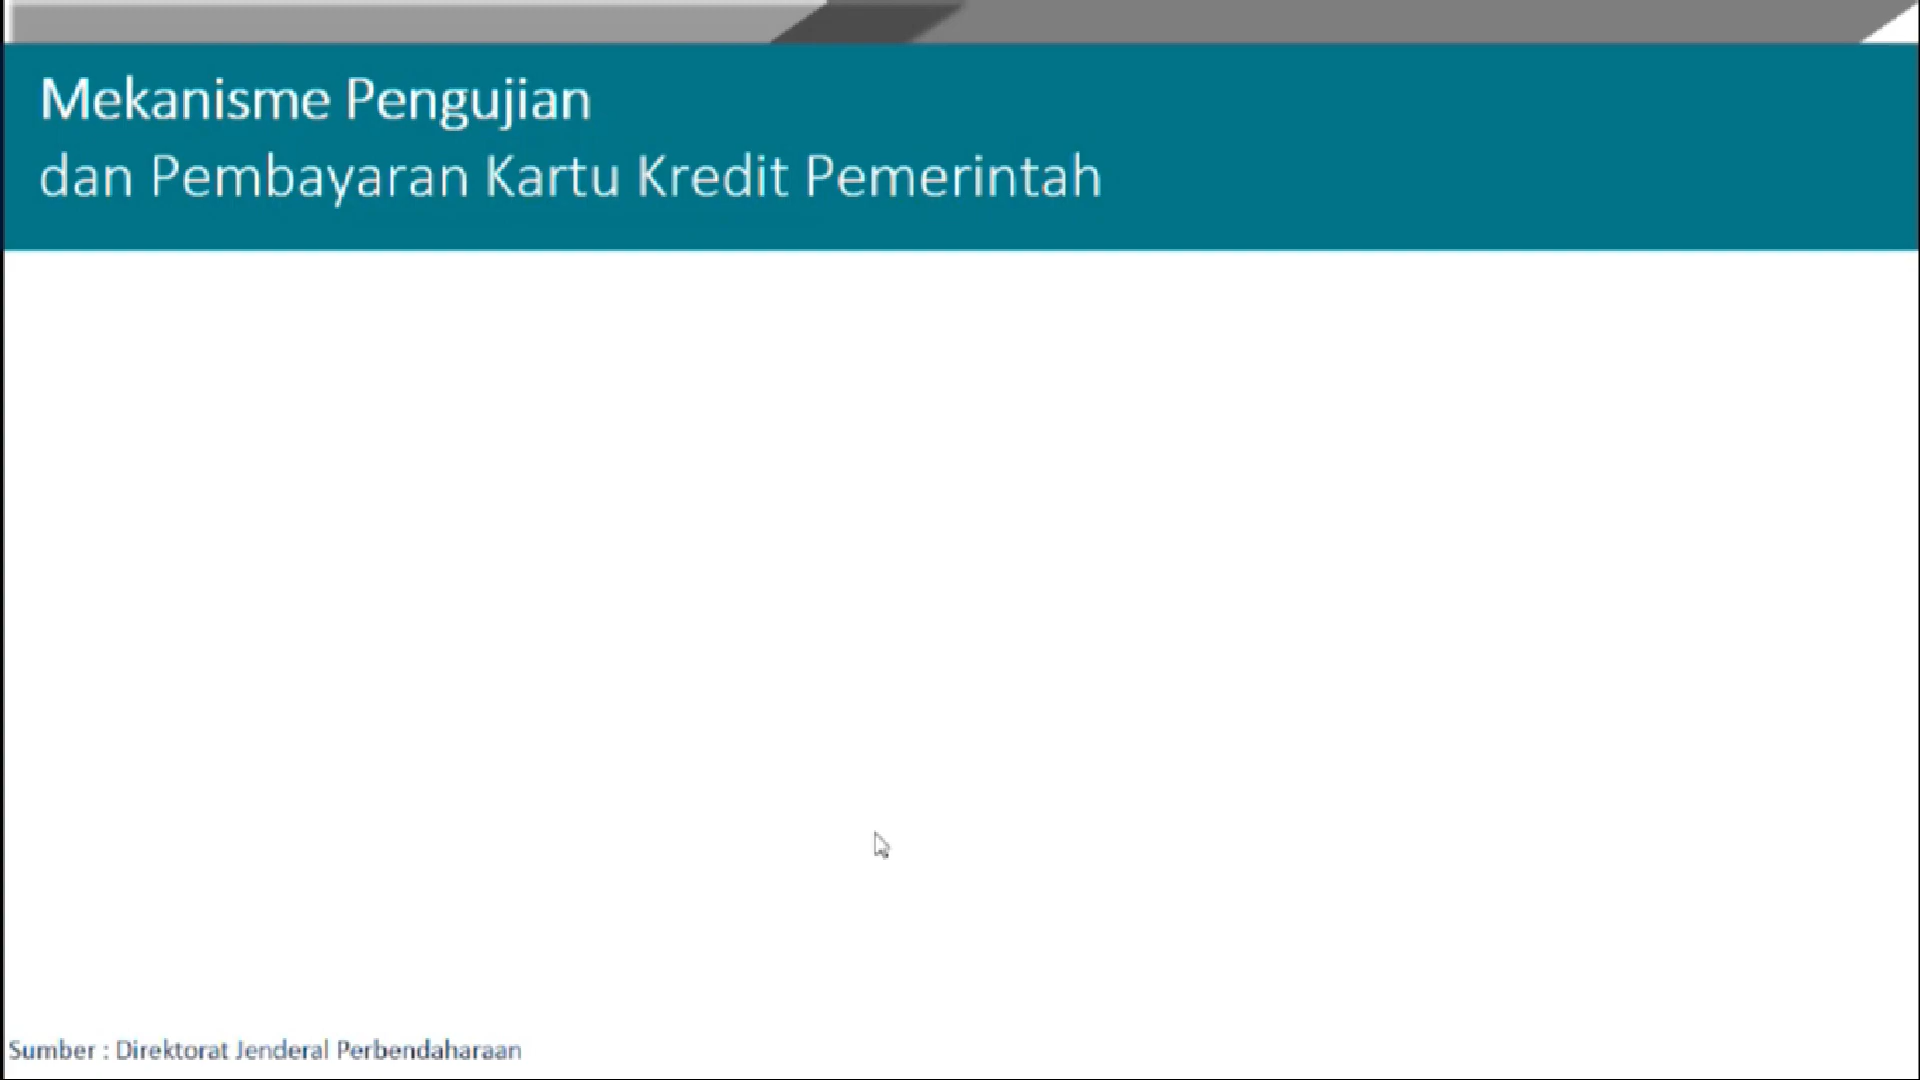 Mekanisme Pengujian
dan Pembayaran Kartu Kredit Pemerintah
Sumber : Direktorat Jenderal Perbendaharaan